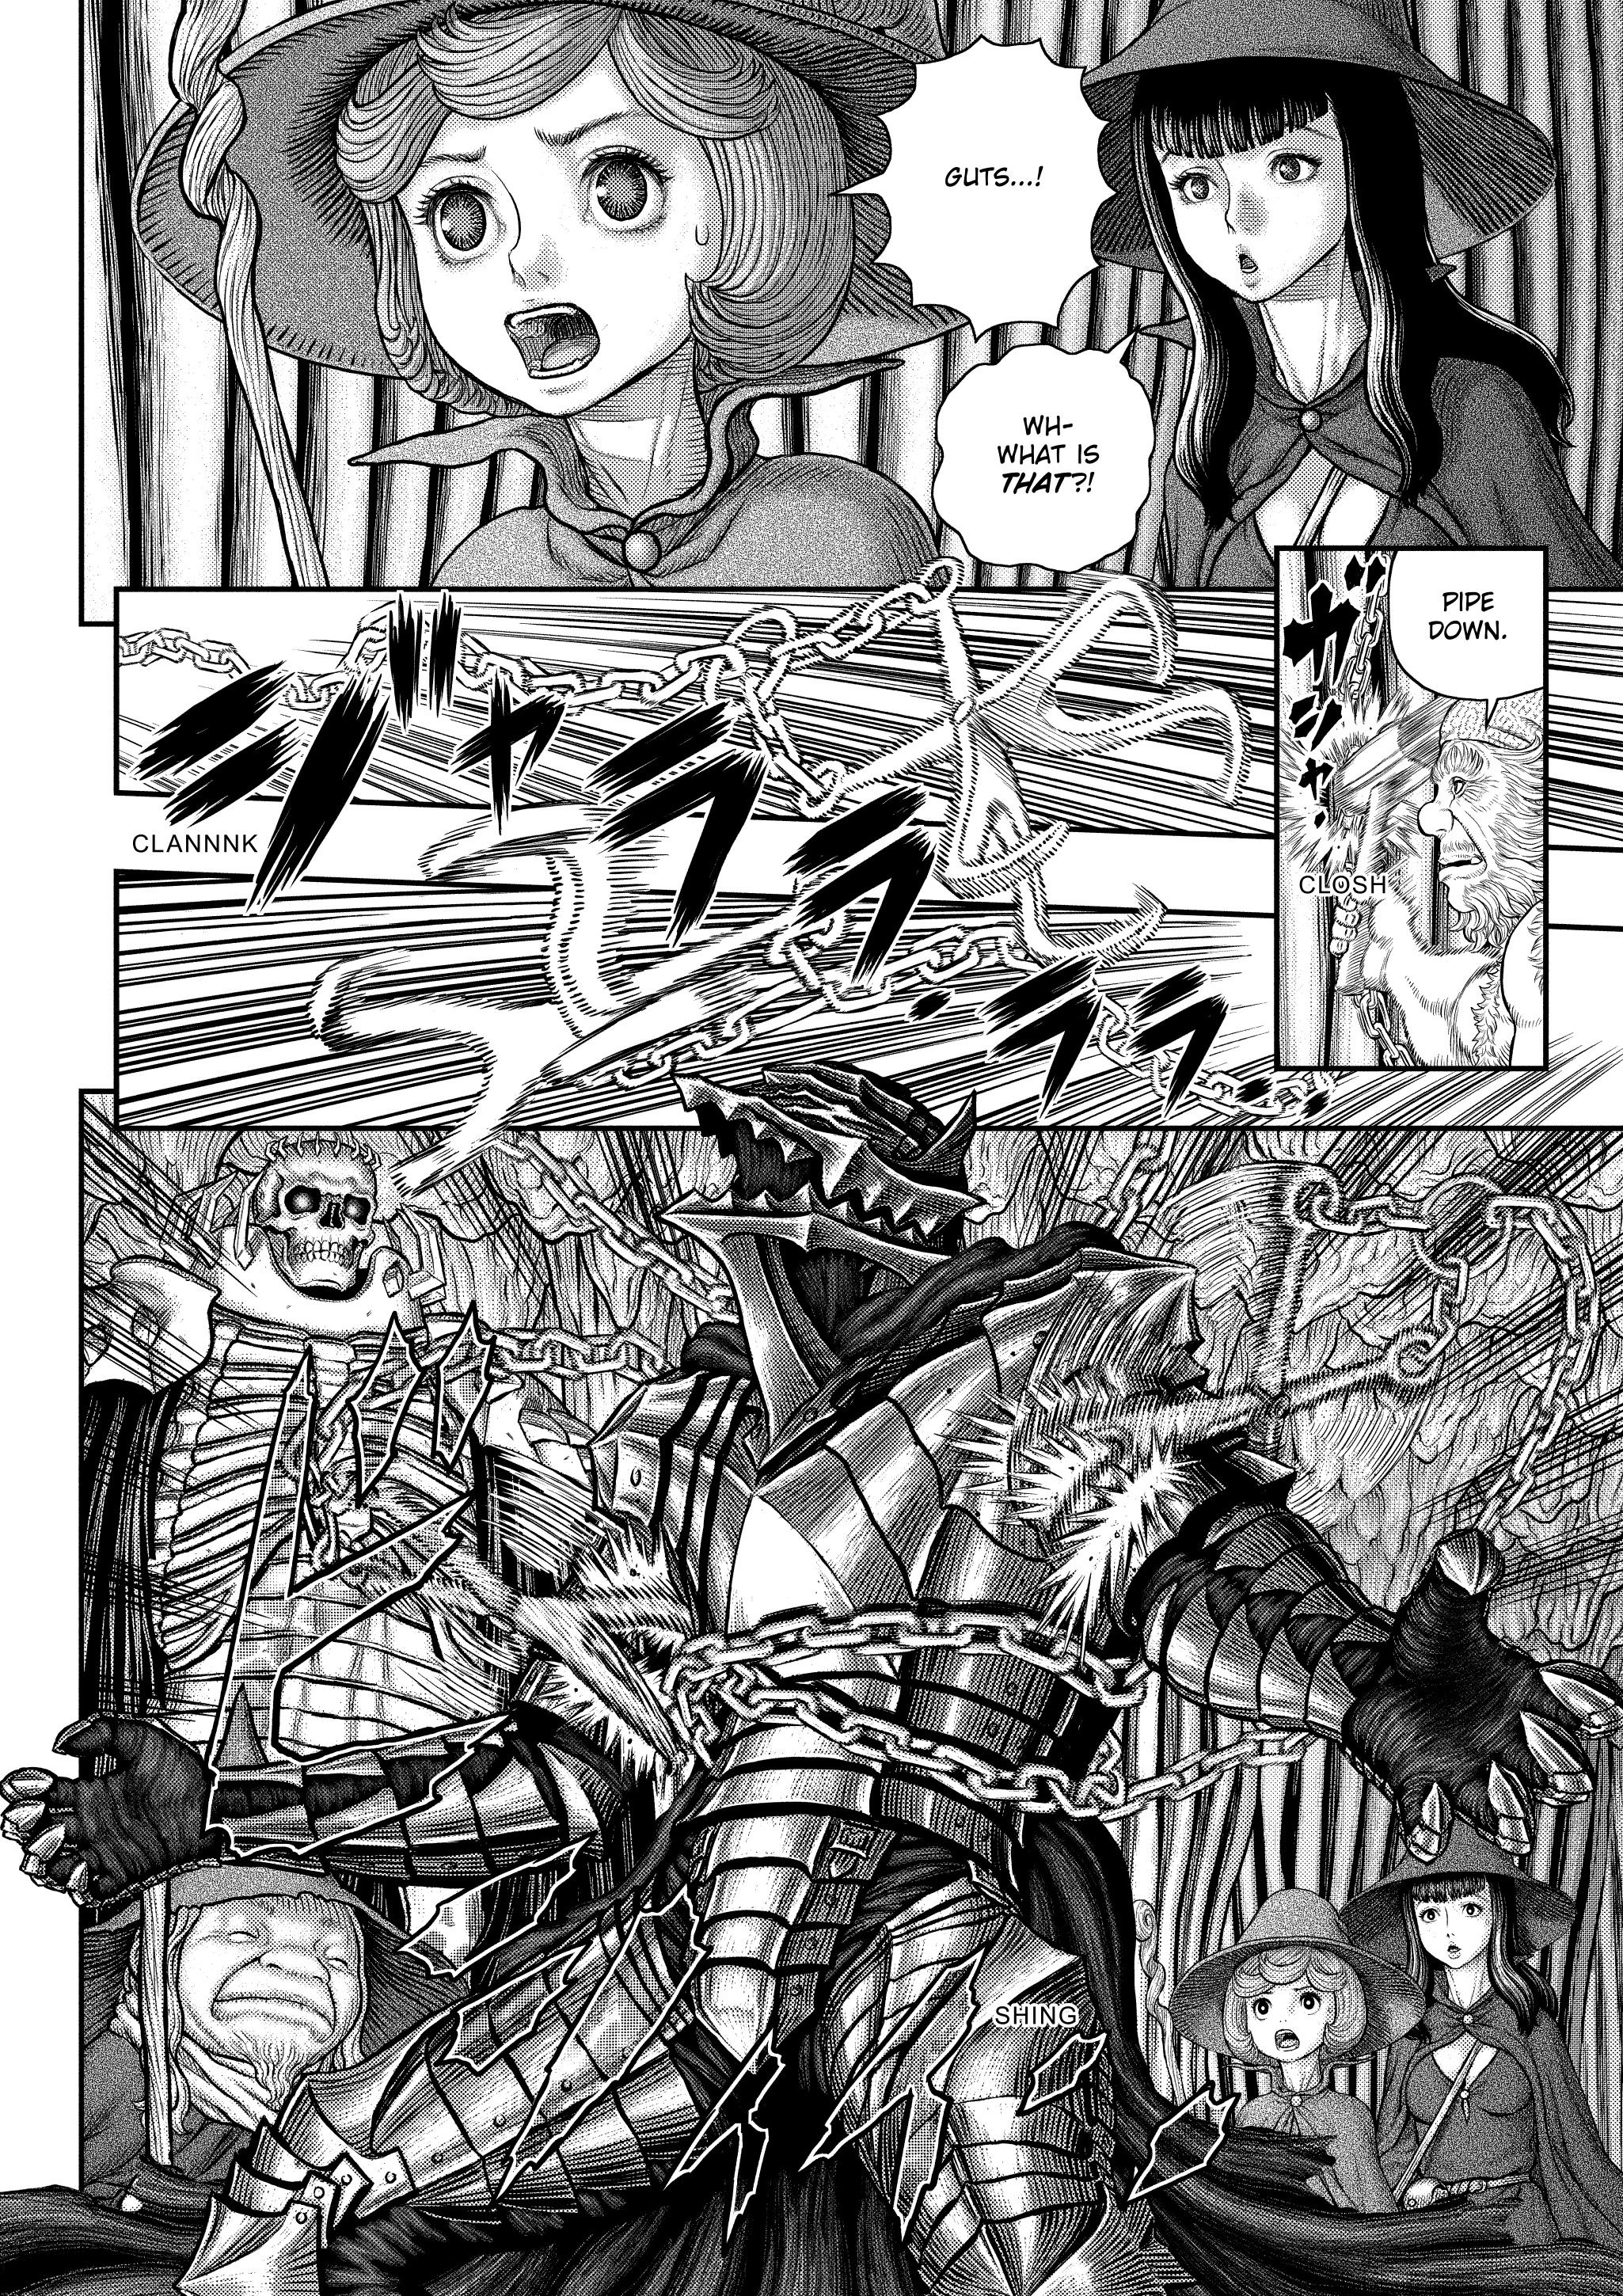 GUTS...!
WH-
WHAT IS
THAT?!
PIPE
DOWN.
CLOSH
CLANNNK
SHING